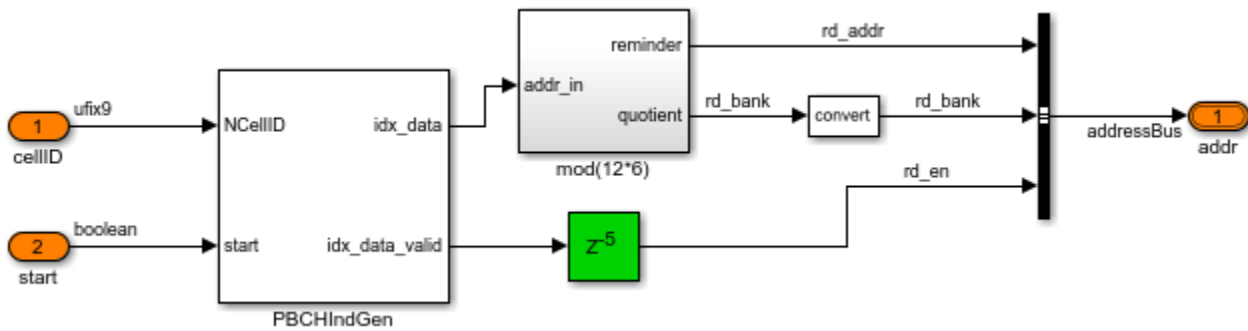 ufix9
1
cellID
boolean
2
start
NCellID
idx_data
start
idx_data_valid
PBCHIndGen
addr_in
reminder
quotient
mod(12*6)
rd_addr
rd_bank
convert
rd_bank
Z-5
rd_en
addressBus
1
addr